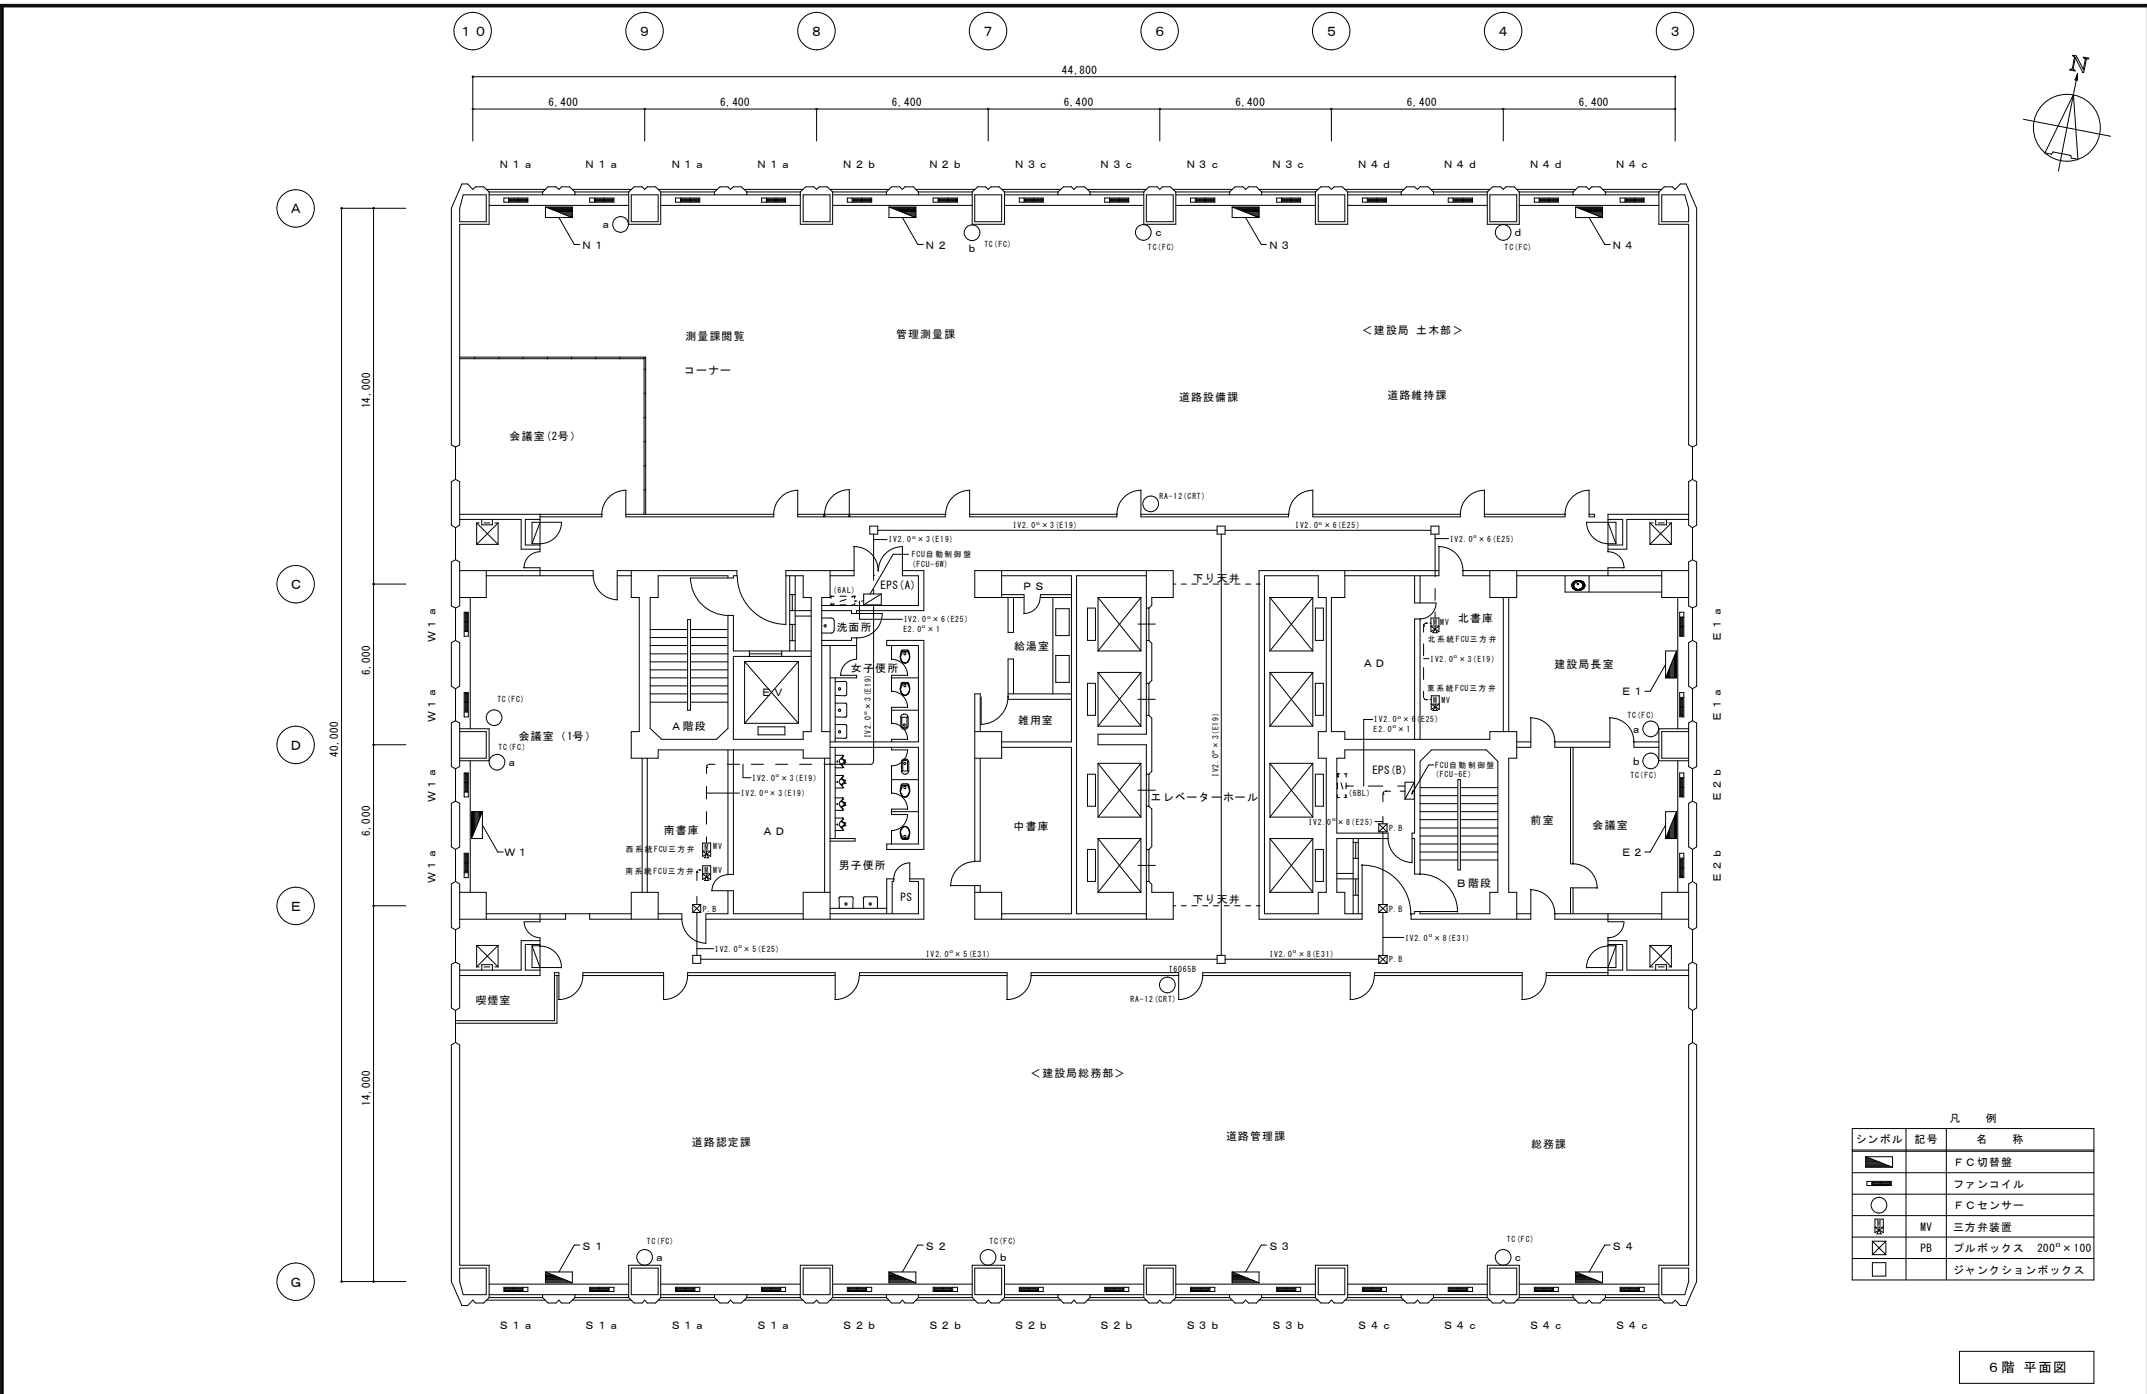 １０
９
８
７
６
５
４
３
44,800
6,400
6,400
6,400
6,400
6,400
6,400
6,400
N
Ｎ１ａ
Ｎ１ａ
Ｎ１ａ
Ｎ１ａ
Ｎ２ｂ
Ｎ２ｂ
Ｎ３ｃ
Ｎ３ｃ
Ｎ３ｃ
Ｎ３ｃ
Ｎ４ｄ
Ｎ４ｄ
Ｎ４ｄ
Ｎ４ｃ
Ａ
ａ
Ｎ１
Ｎ２
ｂ
TC(FC)
ｃ
TC(FC)
Ｎ３
ｄ
TC(FC)
Ｎ４
測量課閲覧
コーナー
管理測量課
＜建設局 土木部＞
道路設備課
道路維持課
14,000
会議室(2号)
RA-12(CRT)
IV2.0□×3(E19)
IV2.0□×6(E25)
IV2.0□×3(E19)
IV2.0□×6(E25)
FCU自動制御盤
(FCU-6W)
Ｃ
EPS(A)
(6AL)
ＰＳ
下り天井
IV2.0□×6(E25)
E2.0□×1
洗面所
女子便所
IV2.0□×3(E19)
給湯室
雑用室
ＡＤ
北書庫
MV
北系統FCU三方弁
IV2.0□×3(E19)
東系統FCU三方弁
MV
建設局長室
Ｅ１
Ｅ１ａ
Ｅ１ａ
Ｗ１ａ
Ｗ１ａ
6,000
40,000
TC(FC)
会議室（1号）
TC(FC)
ａ
Ａ階段
ＥＶ
Ｄ
IV2.0□×6(E25)
E2.0□×1
TC(FC)
ａ
ｂ
TC(FC)
IV2.0□×3(E19)
IV2.0□×3(E19)
IV2.0□×3(E19)
エレベーターホール
EPS(B)
(6BL)
FCU自動制御盤
(FCU-6E)
IV2.0□×8(E25)
P.B
Ｗ１ａ
Ｗ１ａ
6,000
Ｗ１
南書庫
ＡＤ
西系統FCU三方弁
MV
南系統FCU三方弁
MV
P.B
男子便所
PS
中書庫
Ｂ階段
前室
会議室
Ｅ２
Ｅ２ｂ
Ｅ２ｂ
Ｅ
下り天井
P.B
IV2.0□×5(E25)
IV2.0□×5(E31)
IV2.0□×8(E31)
IV2.0□×8(E31)
P.B
T6065B
RA-12(CRT)
喫煙室
＜建設局総務部＞
14,000
道路認定課
道路管理課
総務課
Ｓ１
TC(FC)
ａ
Ｓ２
TC(FC)
ｂ
Ｓ３
TC(FC)
ｃ
Ｓ４
Ｇ
Ｓ１ａ
Ｓ１ａ
Ｓ１ａ
Ｓ１ａ
Ｓ２ｂ
Ｓ２ｂ
Ｓ２ｂ
Ｓ２ｂ
Ｓ３ｂ
Ｓ３ｂ
Ｓ４ｃ
Ｓ４ｃ
Ｓ４ｃ
Ｓ４ｃ
凡　例
シンボル 記号 名　称
ＦＣ切替盤
ファンコイル
ＦＣセンサー
MV 三方弁装置
PB プルボックス 200□×100
ジャンクションボックス
６階 平面図